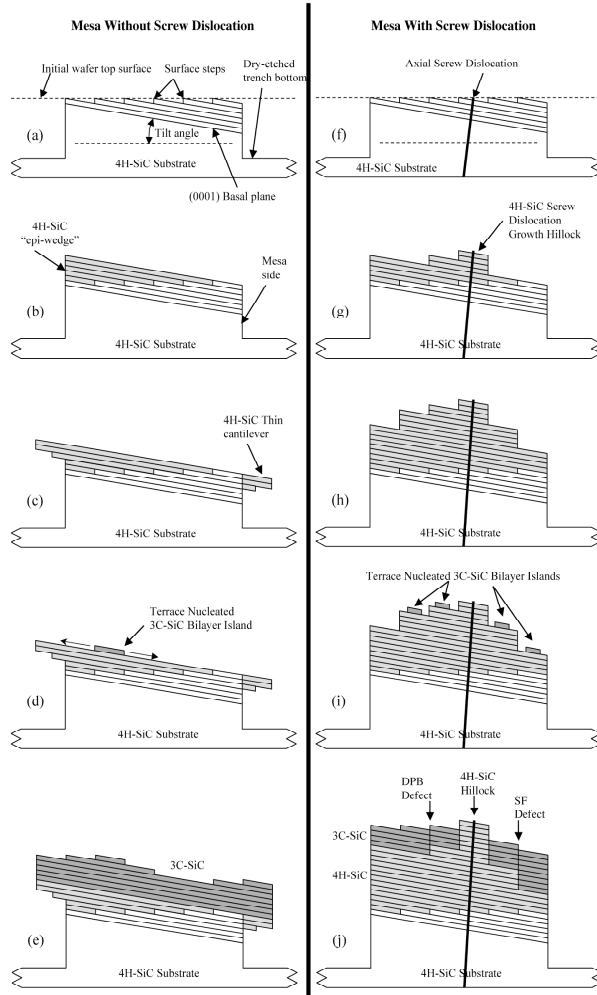 Mesa Without Screw Dislocation
Initial wafer top surface
Surface steps
Dry-etched
trench bottom
(a)
Tilt angle
4H-SiC Substrate
(0001) Basal plane
4H-SiC
“epi-wedge”
Mesa
side
(b)
4H-SiC Substrate
4H-SiC Thin
cantilever
(c)
4H-SiC Substrate
Terrace Nucleated
3C-SiC Bilayer Island
(d)
4H-SiC Substrate
3C-SiC
(e)
4H-SiC Substrate
Mesa With Screw Dislocation
Axial Screw Dislocation
(f)
4H-SiC Substrate
4H-SiC Screw
Dislocation
Growth Hillock
(g)
4H-SiC Substrate
(h)
4H-SiC Substrate
Terrace Nucleated 3C-SiC Bilayer Islands
(i)
4H-SiC Substrate
DPB
Defect
4H-SiC
Hillock
SF
Defect
3C-SiC
4H-SiC
(j)
4H-SiC Substrate